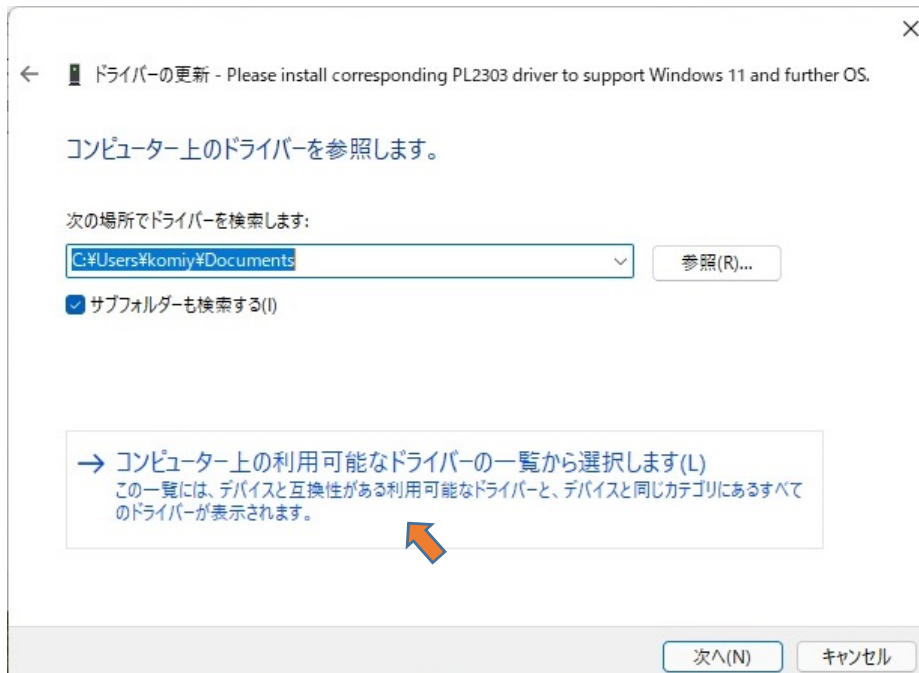 ドライバーの更新 - Please install corresponding PL2303 driver to support Windows 11 and further OS.
コンピューター上のドライバーを参照します。
次の場所でドライバーを検索します:
C:¥Users¥komiy¥Documents
参照(R)...
サブフォルダーも検索する(I)
コンピューター上の利用可能なドライバーの一覧から選択します(L)
この一覧には、デバイスと互換性がある利用可能なドライバーと、デバイスと同じカテゴリにあるすべて
のドライバーが表示されます。
次へ(N)
キャンセル